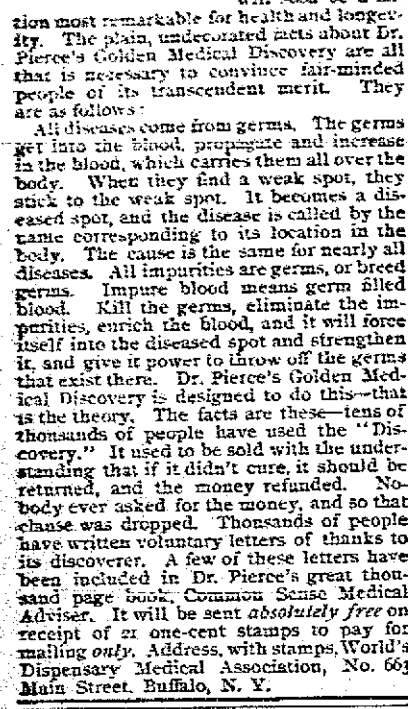 tion most remarkable for health and longev-
ity. The plain, undecorated facts about Dr.
Pierce's Golden Medical Discovery are all
that is necessary to convince fair-minded
people of its transcendent merit. They
are as follows:
All diseases come from germs. The germs
get into the blood, propagate and increase
in the blood, which carries them all over the
body. When they find a weak spot, they
stick to the weak spot. It becomes a dis-
eased spot, and the disease is called by the
name corresponding to its location in the
body. The cause is the same for nearly all
diseases. All impurities are germs, or breed
germs. Impure blood means germ filled
blood. Kill the germs, eliminate the im-
purities, enrich the blood, and it will force
itself into the diseased spot and strengthen
it, and give it power to throw off the germs
that exist there. Dr. Pierce's Golden Med-
ical Discovery is designed to do this—that
is the theory. The facts are these—tens of
thousands of people have used the "Dis-
covery." It used to be sold with the under-
standing that if it didn't cure, it should be
returned, and the money refunded. No-
body ever asked for the money, and so that
clause was dropped. Thousands of people
have written voluntary letters of thanks to
its discoverer. A few of these letters have
been included in Dr. Pierce's great thou-
sand page book, Common Sense Medical
Adviser. It will be sent absolutely free on
receipt of 21 one-cent stamps to pay for
mailing only. Address, with stamps, World's
Dispensary Medical Association, No. 663
Main Street, Buffalo, N. Y.